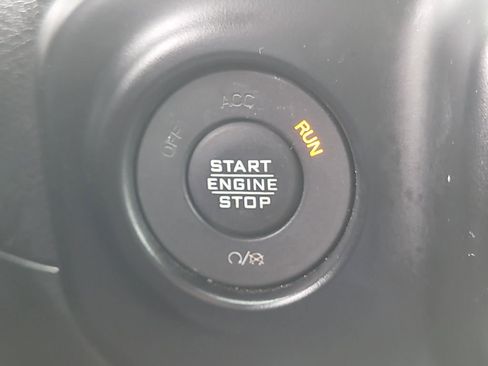 OFF
ACC
RUN
START
ENGINE
STOP